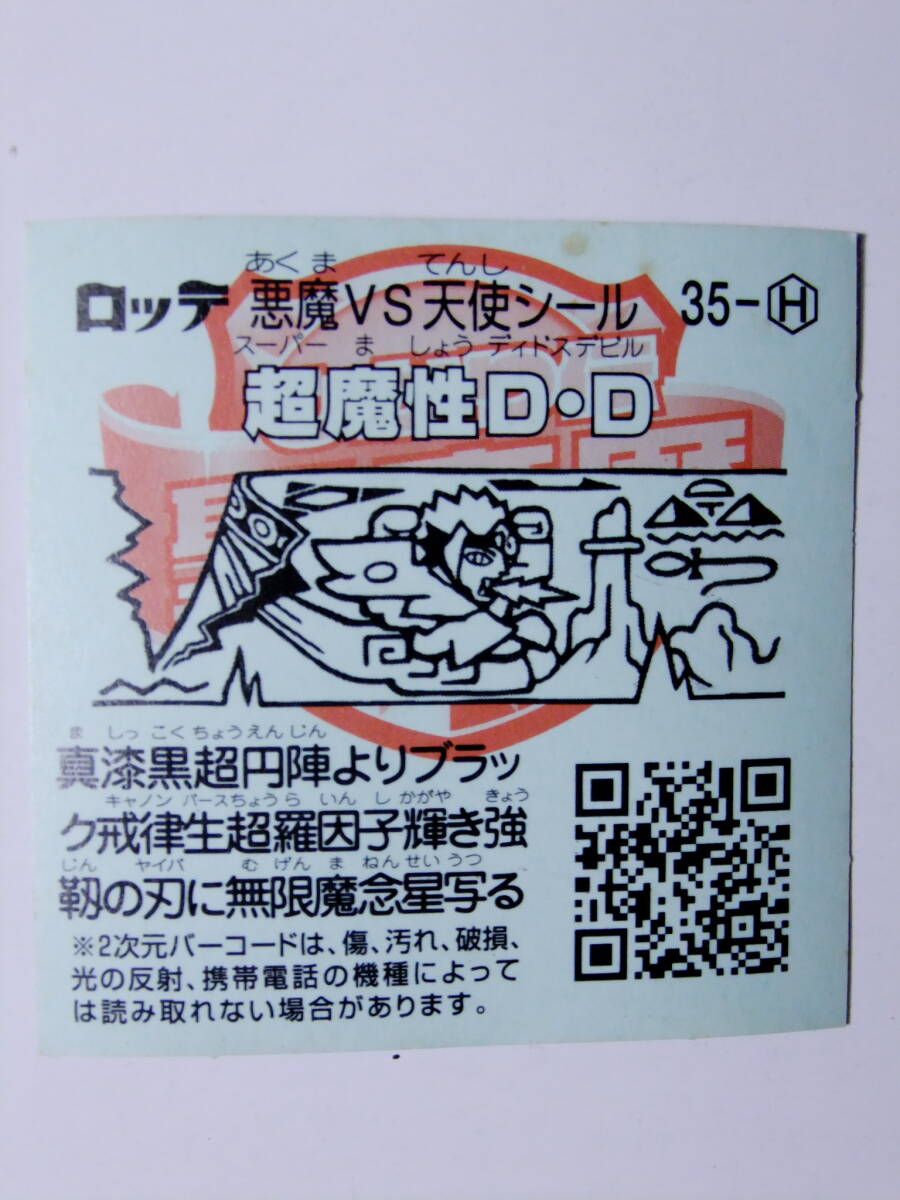 あくま てんし
ロッテ 悪魔VS天使シール 35-H
スーパー ま しょう ディドスデビル
超魔性D・D
ま しっ こく ちょう えん じん
真漆黒超円陣よりブラッ
キャノン バース ちょう ら いん し かがや きょう
ク戒律生超羅因子輝き強
じん ヤイバ む げん ま ねん せい うつ
靱の刃に無限魔念星写る
※2次元バーコードは、傷、汚れ、破損、
光の反射、携帯電話の機種によって
は読み取れない場合があります。